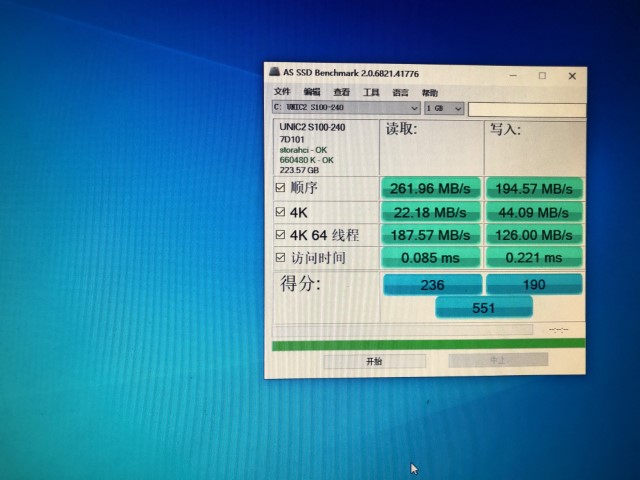 AS SSD Benchmark 2.0.6821.41776
文件 编辑 查看 工具 语言 帮助
C: UNIC2 S100-240 1 GB
UNIC2 S100-240 读取: 写入:
7D101
storahci - OK
660480 K - OK
223.57 GB
顺序 261.96 MB/s 194.57 MB/s
4K 22.18 MB/s 44.09 MB/s
4K 64 线程 187.57 MB/s 126.00 MB/s
访问时间 0.085 ms 0.221 ms
得分: 236 190
551
-:--:--
开始 中止